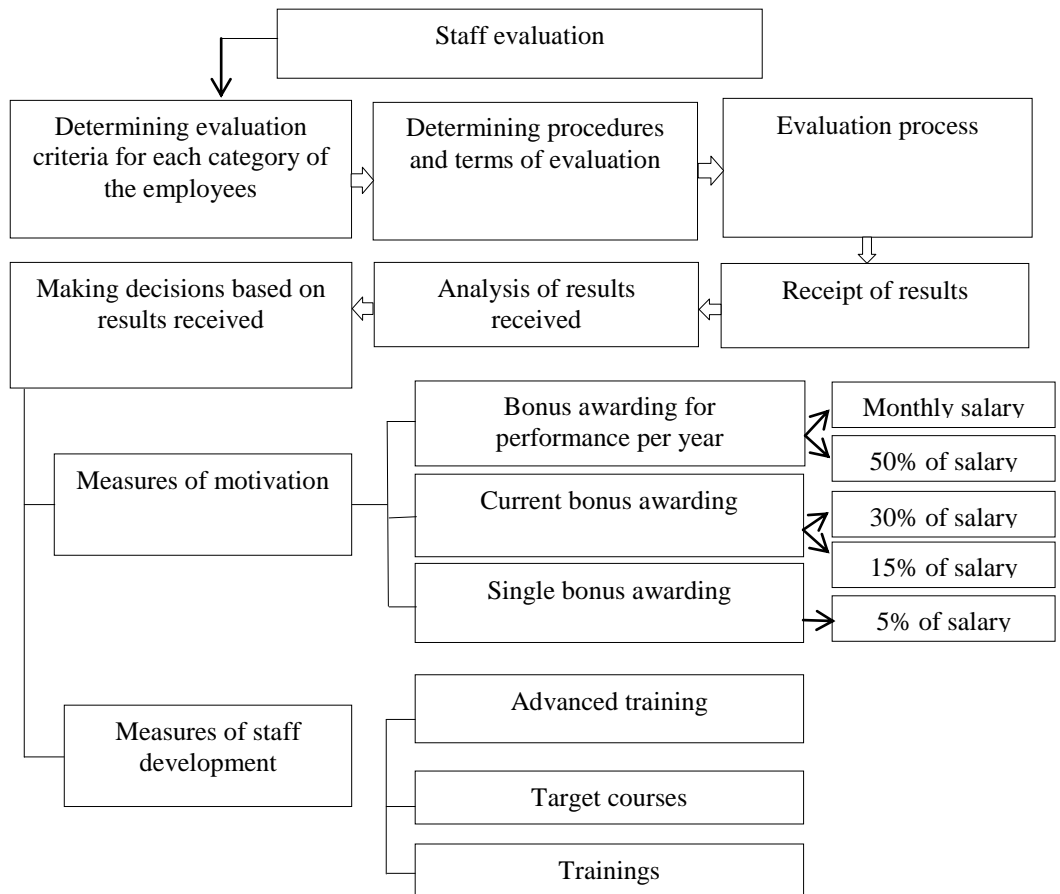 Staff evaluation
Determining evaluation
criteria for each category of
the employees
Determining procedures
and terms of evaluation
Evaluation process
Making decisions based on
results received
Analysis of results
received
Receipt of results
Bonus awarding for
performance per year
Monthly salary
50% of salary
Measures of motivation
Current bonus awarding
30% of salary
15% of salary
Single bonus awarding
5% of salary
Measures of staff
development
Advanced training
Target courses
Trainings